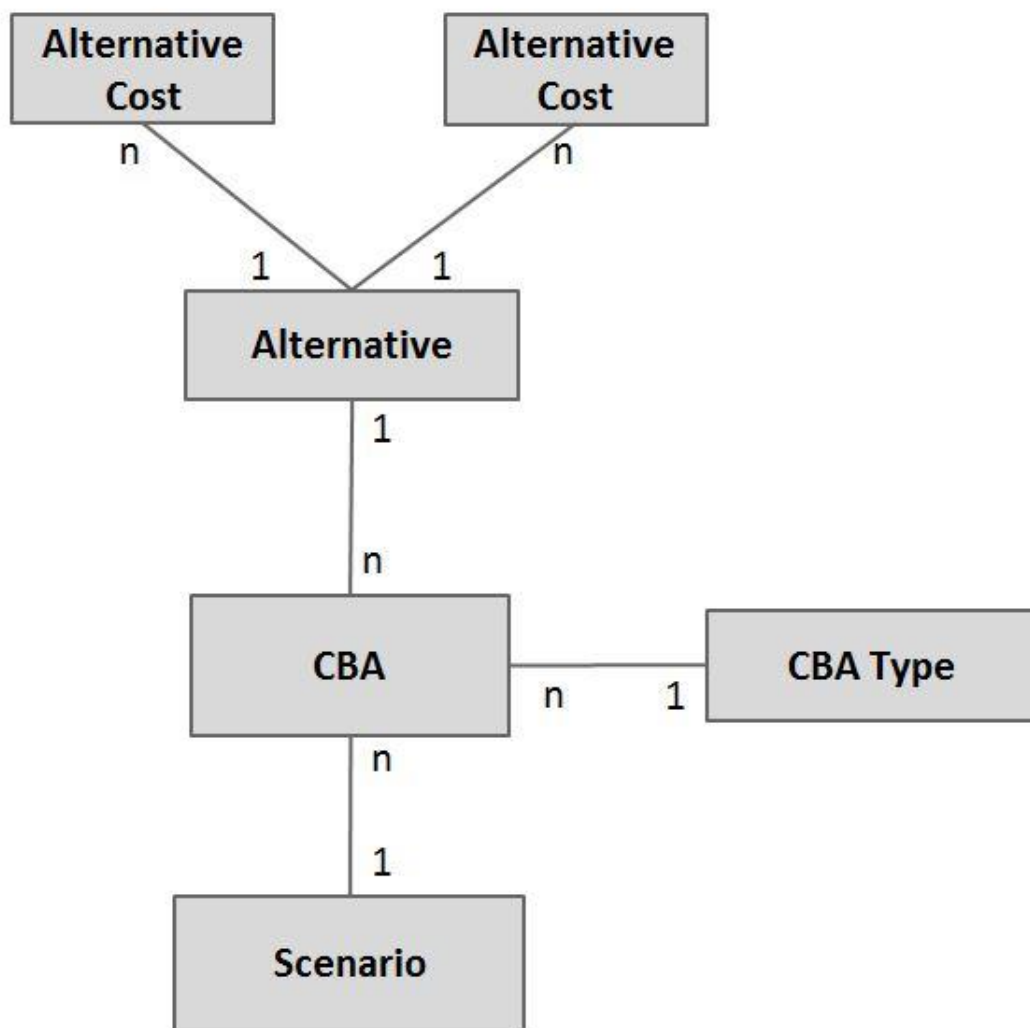 Alternative
Cost
Alternative
Cost
n
n
1
1
Alternative
1
n
CBA
CBA Type
n
1
n
1
Scenario